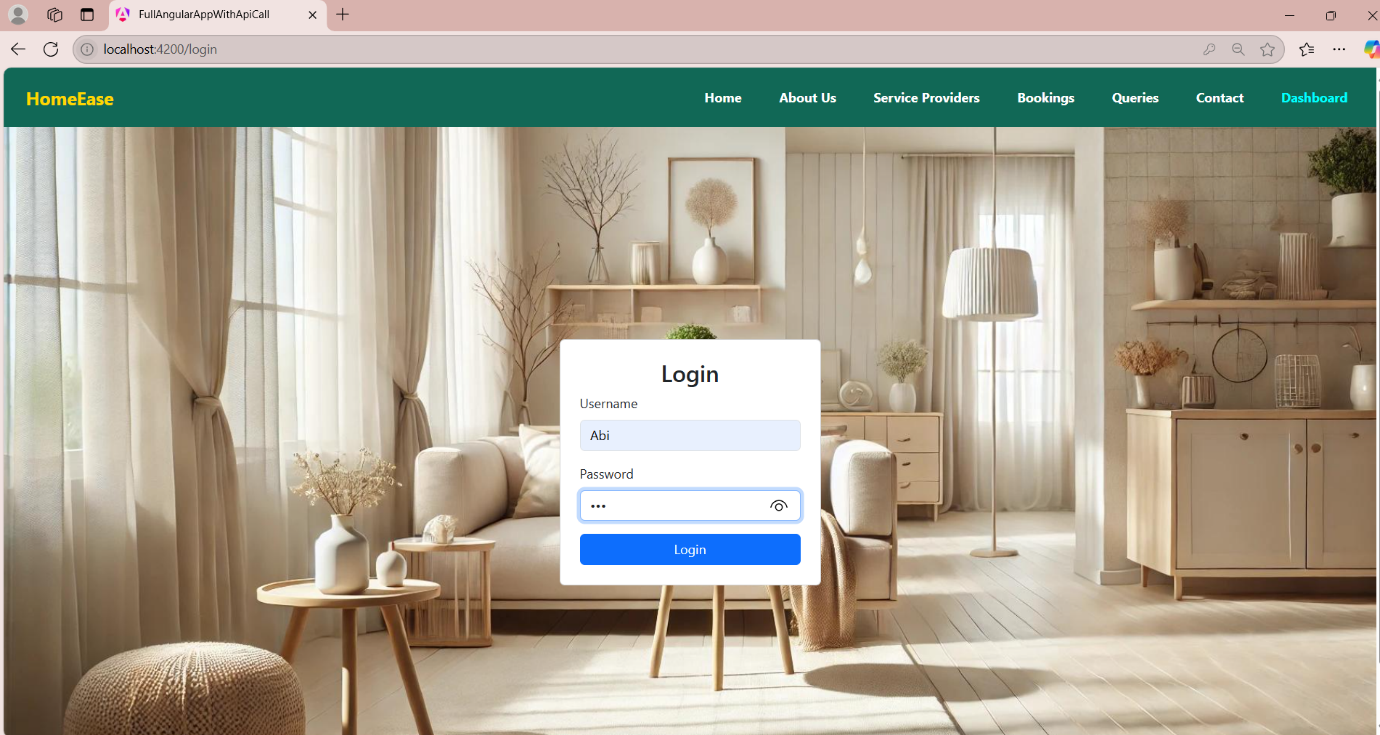 FullAngularAppWithApiCall
localhost:4200/login
HomeEase
Home About Us Service Providers Bookings Queries Contact Dashboard
Login
Username
Abi
Password
•••
Login